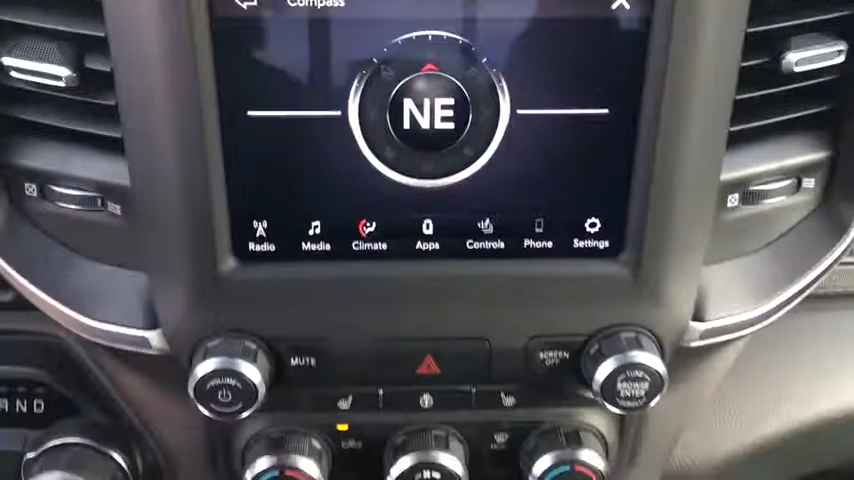 Compass
NE
Radio Media Climate Apps Controls Phone Settings
VOLUME MUTE SCREEN OFF TUNE BROWSE ENTER
R N D